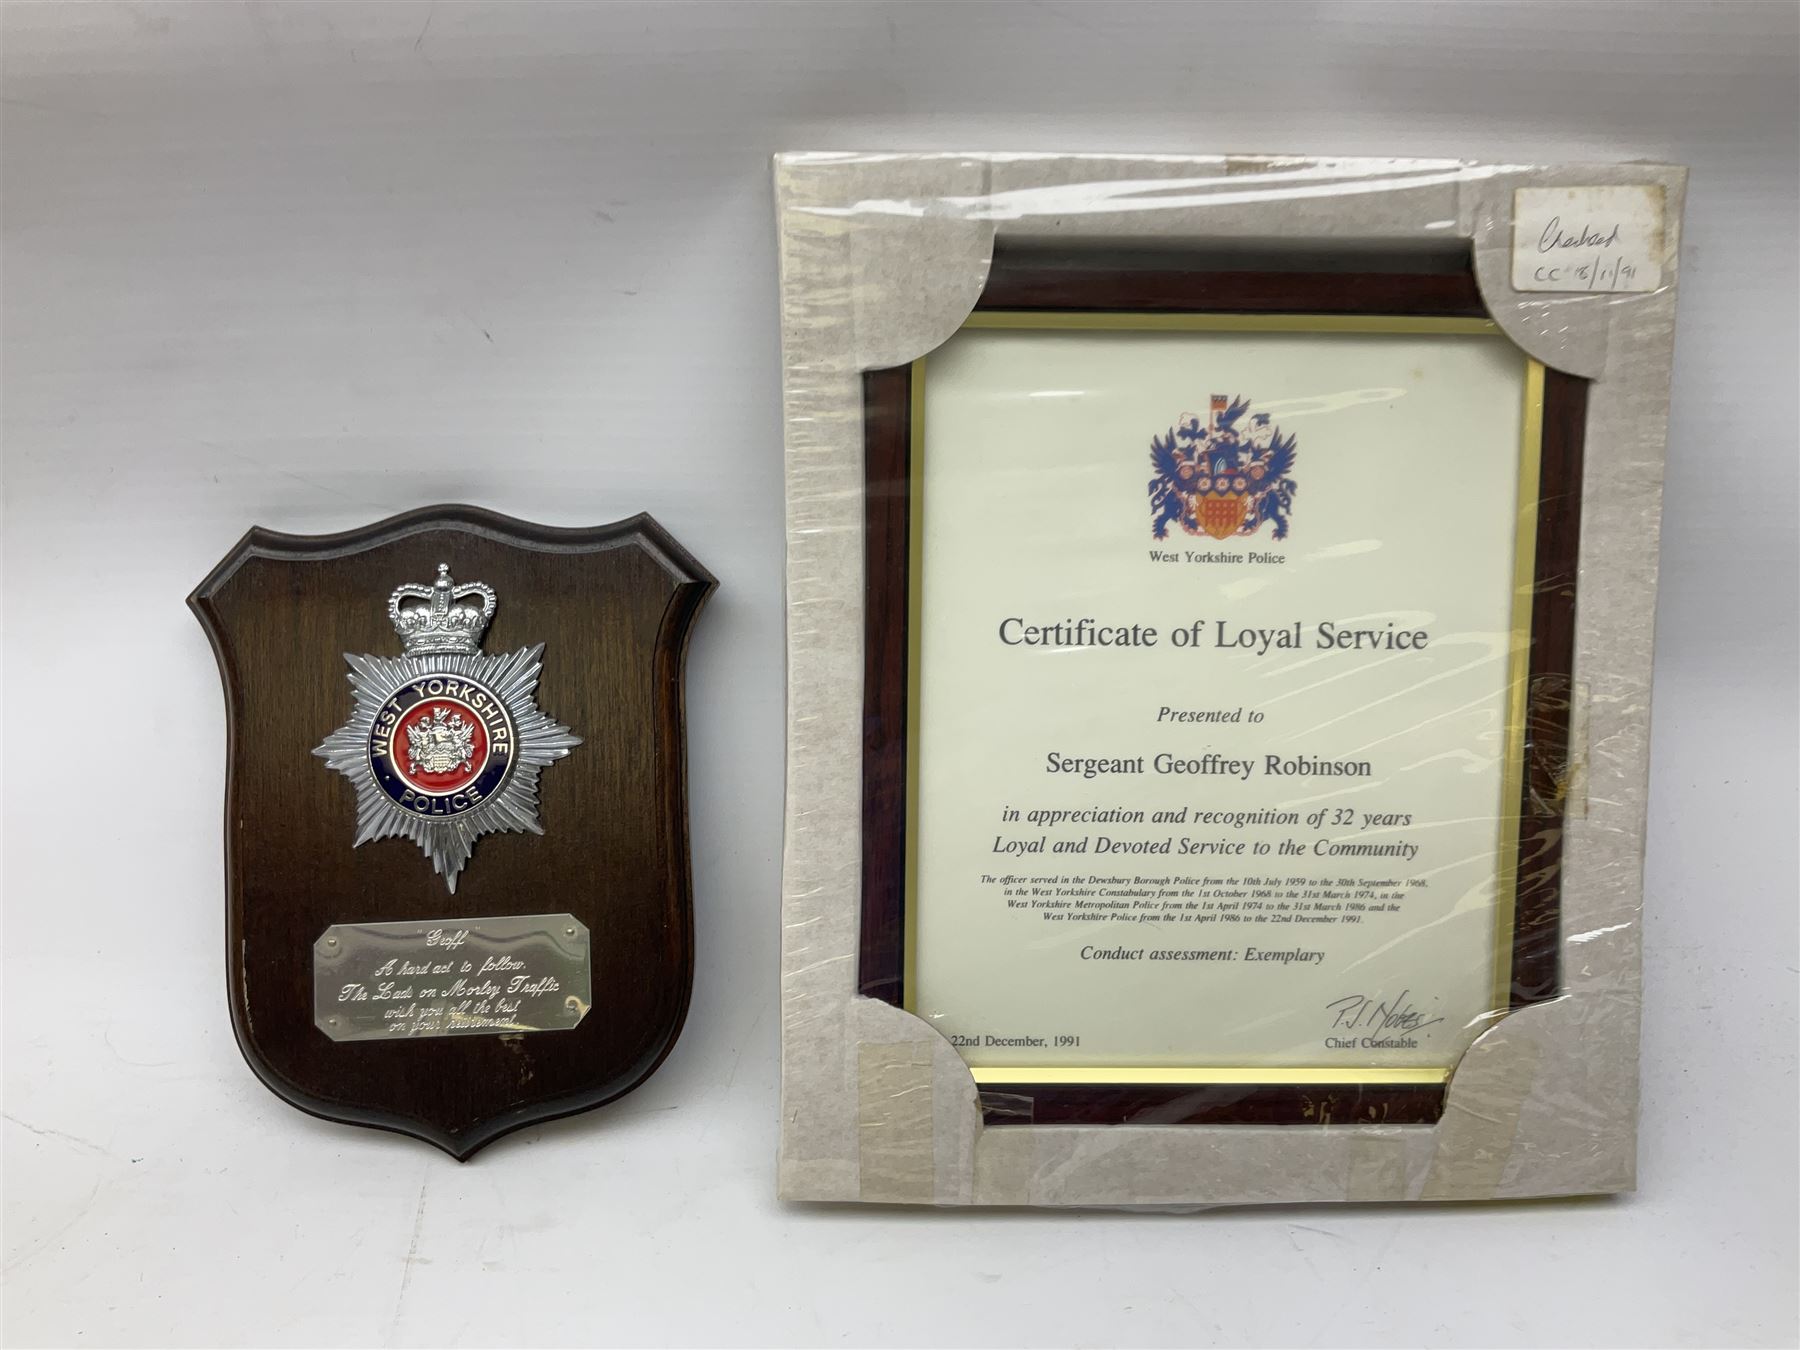 WEST YORKSHIRE
POLICE
"Geoff"
A hard act to follow.
The Lads on Morley Traffic
wish you all the best
on your retirement.
Checked
CC 18/11/91
West Yorkshire Police
Certificate of Loyal Service
Presented to
Sergeant Geoffrey Robinson
in appreciation and recognition of 32 years
Loyal and Devoted Service to the Community
The officer served in the Dewsbury Borough Police from the 10th July 1959 to the 30th September 1968,
in the West Yorkshire Constabulary from the 1st October 1968 to the 31st March 1974, in the
West Yorkshire Metropolitan Police from the 1st April 1974 to the 31st March 1986 and the
West Yorkshire Police from the 1st April 1986 to the 22nd December 1991.
Conduct assessment: Exemplary
P.J. Nobes
22nd December, 1991
Chief Constable